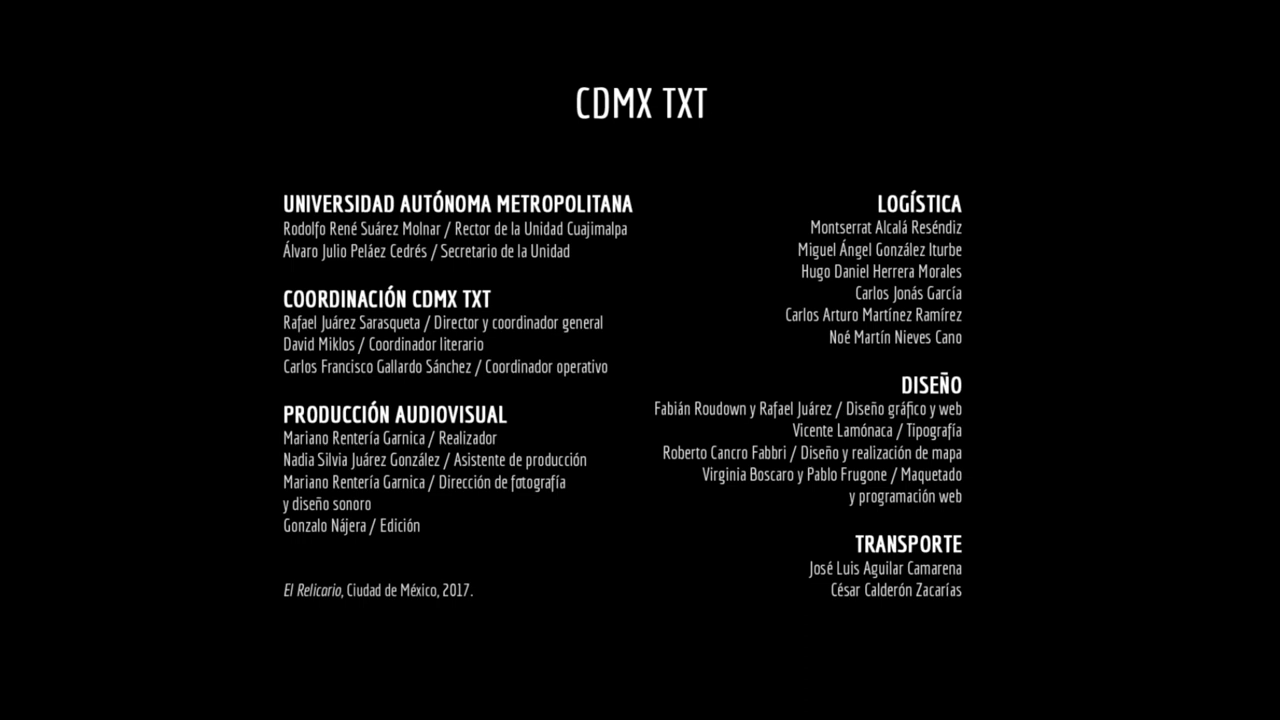 CDMX TXT
UNIVERSIDAD AUTÓNOMA METROPOLITANA
Rodolfo René Suárez Molnar / Rector de la Unidad Cuajimalpa
Álvaro Julio Peláez Cedrés / Secretario de la Unidad
COORDINACIÓN CDMX TXT
Rafael Juárez Sarasqueta / Director y coordinador general
David Miklos / Coordinador literario
Carlos Francisco Gallardo Sánchez / Coordinador operativo
PRODUCCIÓN AUDIOVISUAL
Mariano Rentería Garnica / Realizador
Nadia Silvia Juárez González / Asistente de producción
Mariano Rentería Garnica / Dirección de fotografía
y diseño sonoro
Gonzalo Nájera / Edición
El Relicario, Ciudad de México, 2017.
LOGÍSTICA
Montserrat Alcalá Reséndiz
Miguel Ángel González Iturbe
Hugo Daniel Herrera Morales
Carlos Jonás García
Carlos Arturo Martínez Ramírez
Noé Martín Nieves Cano
DISEÑO
Fabián Roudown y Rafael Juárez / Diseño gráfico y web
Vicente Lamónaca / Tipografía
Roberto Cancro Fabbri / Diseño y realización de mapa
Virginia Boscaro y Pablo Frugone / Maquetado
y programación web
TRANSPORTE
José Luis Aguilar Camarena
César Calderón Zacarías